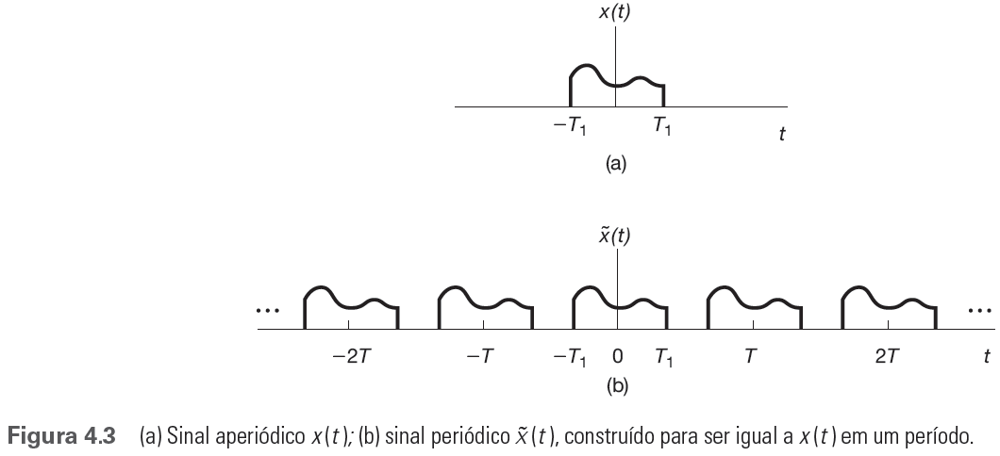 x(t)
−T₁ T₁ t
(a)
x̃(t)
... ...
−2T −T −T₁ 0 T₁ T 2T t
(b)
Figura 4.3 (a) Sinal aperiódico x(t); (b) sinal periódico x̃(t), construído para ser igual a x(t) em um período.